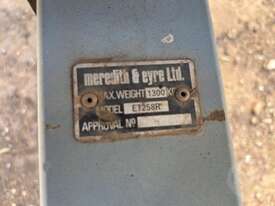 meredith & eyre Ltd.
MAX. WEIGHT 1300 KG
MODEL ET258R
APPROVAL Nº